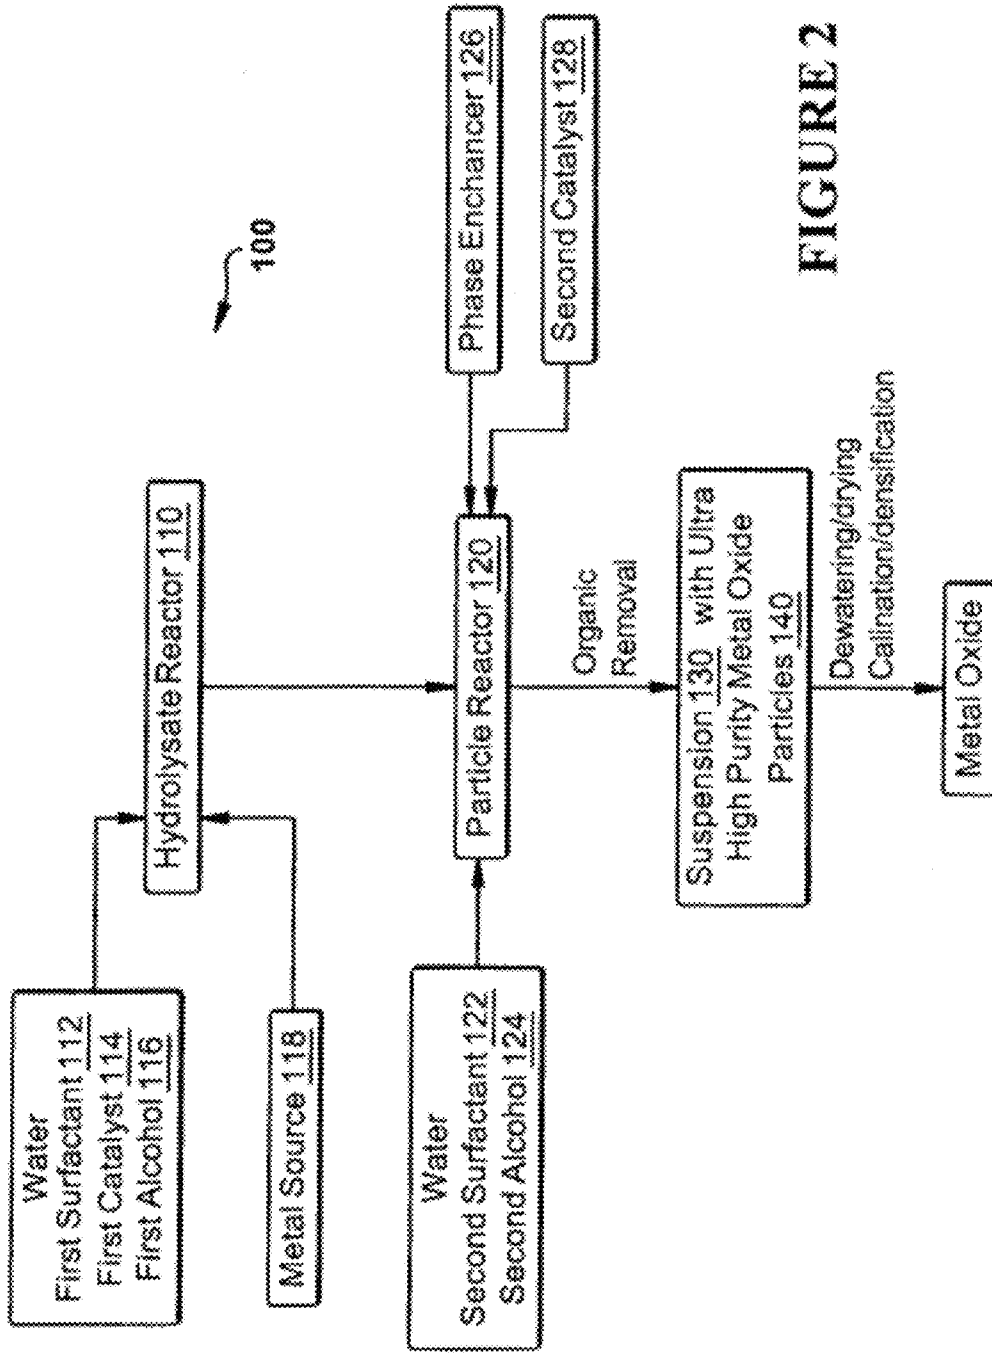 100
Water
First Surfactant 112
First Catalyst 114
First Alcohol 116
Hydrolysate Reactor 110
Metal Source 118
Water
Second Surfactant 122
Second Alcohol 124
Particle Reactor 120
Phase Enchancer 126
Second Catalyst 128
Organic
Removal
Suspension 130 with Ultra
High Purity Metal Oxide
Particles 140
Dewatering/drying
Calination/densification
Metal Oxide
FIGURE 2